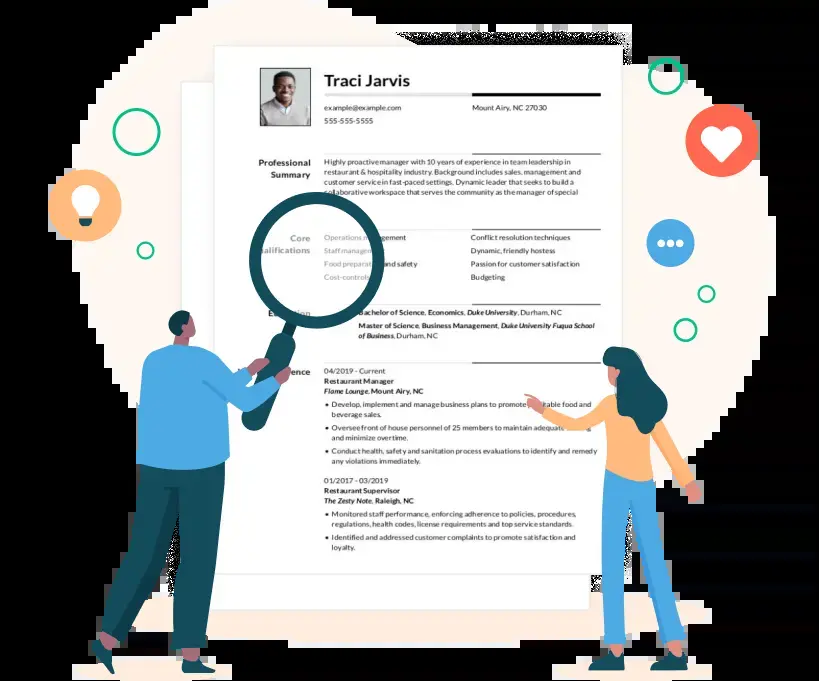 Traci Jarvis
example@example.com
Mount Airy, NC 27030
555-555-5555
Professional
Summary
Highly proactive manager with 10 years of experience in team leadership in
restaurant & hospitality industry. Background includes sales, management and
customer service in fast-paced settings. Dynamic leader that seeks to build a
collaborative workspace that serves the community as the manager of special
Core
Operations
Conflict resolution techniques
Staff
Dynamic, friendly hostess
Food and safety
Passion for customer satisfaction
Cost-controls
Budgeting
Bachelor of Science, Economics, Duke University, Durham, NC
Master of Science, Business Management, Duke University Fuqua School
of Business, Durham, NC
04/2019 - Current
Restaurant Manager
Flame Lounge, Mount Airy, NC
• Develop, implement and manage business plans to promote food and
beverage sales.
• Oversee front of house personnel of 25 members to maintain
and minimize overtime.
• Conduct health, safety and sanitation process evaluations to identify and remedy
any violations immediately.
01/2017 - 03/2019
Restaurant Supervisor
The Zesty Note, Raleigh, NC
• Monitored staff performance, enforcing adherence to policies, procedures,
regulations, health codes, license requirements and top service standards.
• Identified and addressed customer complaints to promote satisfaction and
loyalty.